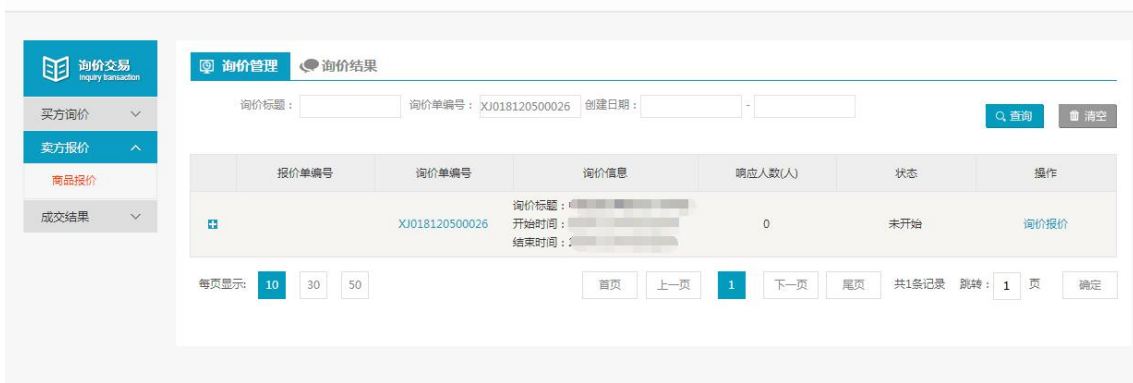 询价交易
Inquiry transaction
买方询价
卖方报价
商品报价
成交结果
询价管理 询价结果
询价标题： 询价单编号： XJ018120500026 创建日期： - 查询 清空
报价单编号 询价单编号 询价信息 响应人数(人) 状态 操作
询价标题：
XJ018120500026 开始时间： 0 未开始 询价报价
结束时间：
每页显示: 10 30 50 首页 上一页 1 下一页 尾页 共1条记录 跳转： 1 页 确定